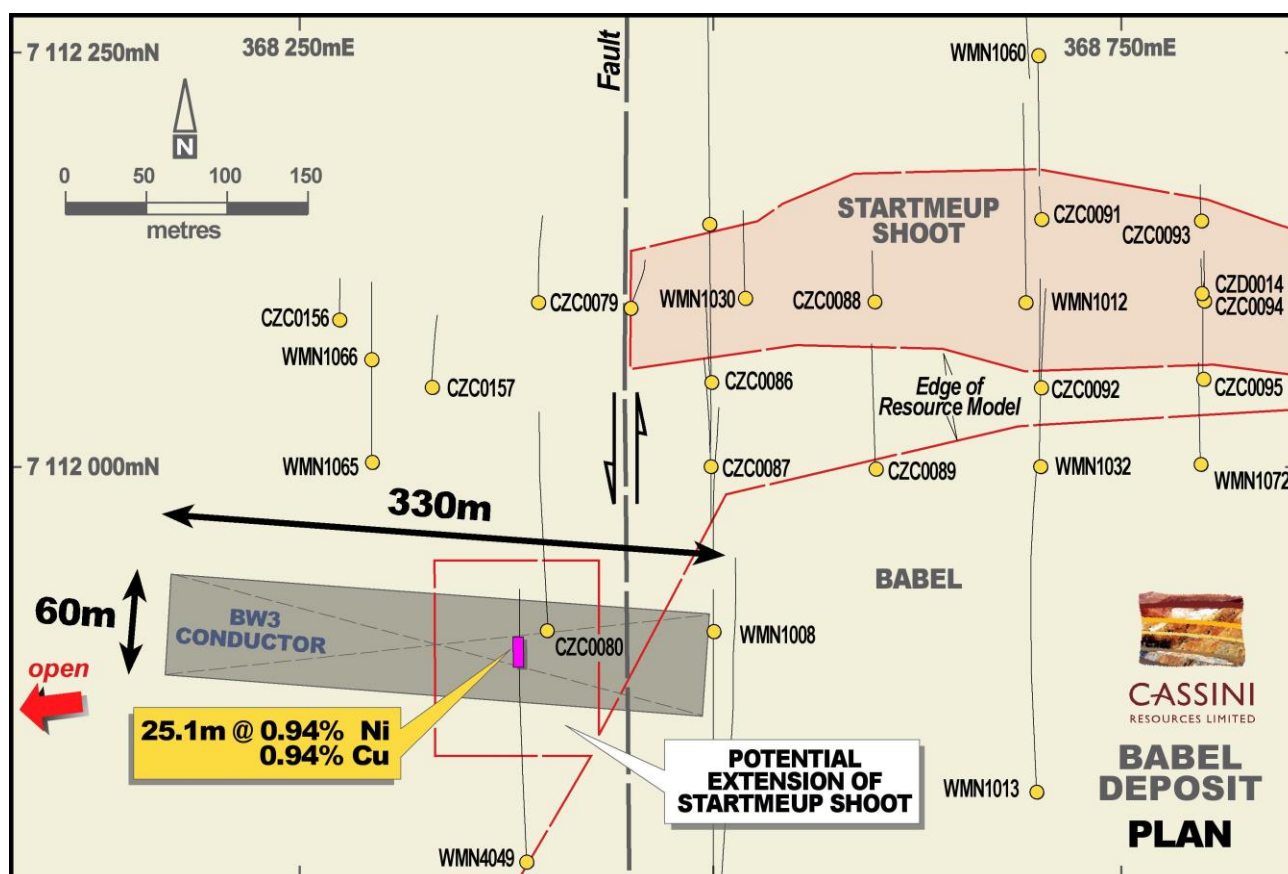 7 112 250mN
368 250mE
Fault
WMN1060
368 750mE
N
0 50 100 150
metres
STARTMEUP
SHOOT
CZC0091
CZC0093
CZC0156
CZC0079
WMN1030
CZC0088
WMN1012
CZD0014
CZC0094
WMN1066
CZC0157
CZC0086
Edge of
Resource Model
CZC0092
CZC0095
7 112 000mN
WMN1065
CZC0087
CZC0089
WMN1032
WMN1072
330m
BABEL
60m
BW3
CONDUCTOR
CZC0080
WMN1008
open
25.1m @ 0.94% Ni
0.94% Cu
POTENTIAL
EXTENSION OF
STARTMEUP SHOOT
CASSINI
RESOURCES LIMITED
BABEL
DEPOSIT
PLAN
WMN1013
WMN4049